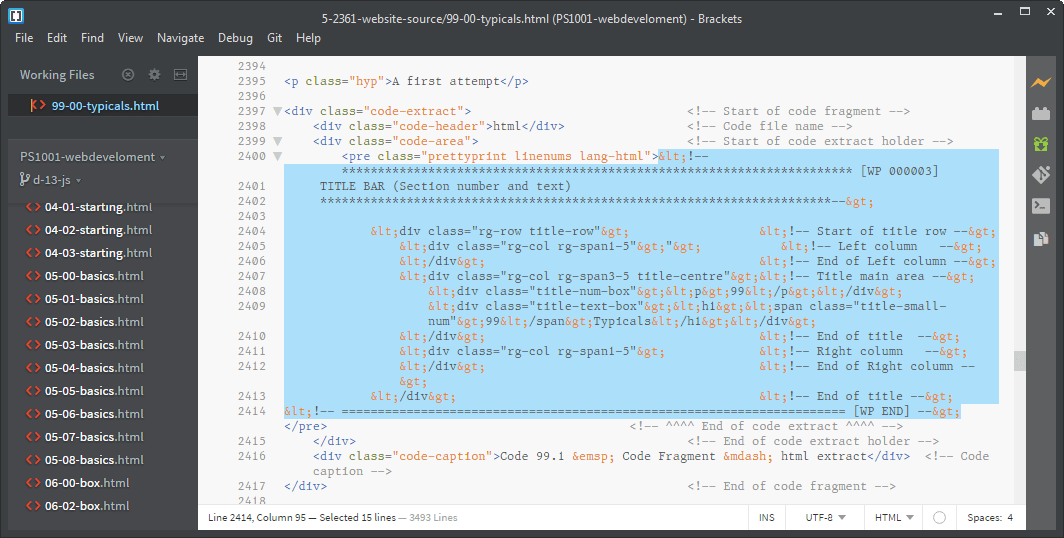 5-2361-website-source/99-00-typicals.html (PS1001-webdeveloment) - Brackets
File Edit Find View Navigate Debug Git Help
Working Files
99-00-typicals.html
PS1001-webdeveloment
d-13-js
04-01-starting.html
04-02-starting.html
04-03-starting.html
05-00-basics.html
05-01-basics.html
05-02-basics.html
05-03-basics.html
05-04-basics.html
05-05-basics.html
05-06-basics.html
05-07-basics.html
05-08-basics.html
06-00-box.html
06-02-box.html
2394
2395 <p class="hyp">A first attempt</p>
2396
2397 <div class="code-extract"> <!-- Start of code fragment -->
2398 <div class="code-header">html</div> <!-- Code file name -->
2399 <div class="code-area"> <!-- Start of code extract holder -->
2400 <pre class="prettyprint linenums lang-html">&lt;!--
*********************************************************************** [WP 000003]
2401 TITLE BAR (Section number and text)
2402 ***********************************************************************--&gt;
2403
2404 &lt;div class="rg-row title-row"&gt; &lt;!-- Start of title row --&gt;
2405 &lt;div class="rg-col rg-span1-5"&gt;"&gt; &lt;!-- Left column --&gt;
2406 &lt;/div&gt; &lt;!-- End of Left column --&gt;
2407 &lt;div class="rg-col rg-span3-5 title-centre"&gt;&lt;!-- Title main area --&gt;
2408 &lt;div class="title-num-box"&gt;&lt;p&gt;99&lt;/p&gt;&lt;/div&gt;
2409 &lt;div class="title-text-box"&gt;&lt;h1&gt;&lt;span class="title-small-
num"&gt;99&lt;/span&gt;Typicals&lt;/h1&gt;&lt;/div&gt;
2410 &lt;/div&gt; &lt;!-- End of title --&gt;
2411 &lt;div class="rg-col rg-span1-5"&gt; &lt;!-- Right column --&gt;
2412 &lt;/div&gt; &lt;!-- End of Right column --
&gt;
2413 &lt;/div&gt; &lt;!-- End of title --&gt;
2414 &lt;!-- ====================================================================== [WP END] --&gt;
</pre> <!-- ^^^^ End of code extract ^^^^ -->
2415 </div> <!-- End of code extract holder -->
2416 <div class="code-caption">Code 99.1 &emsp; Code Fragment &mdash; html extract</div> <!-- Code
caption -->
2417 </div> <!-- End of code fragment -->
2418
Line 2414, Column 95 — Selected 15 lines — 3493 Lines
INS UTF-8 HTML Spaces: 4